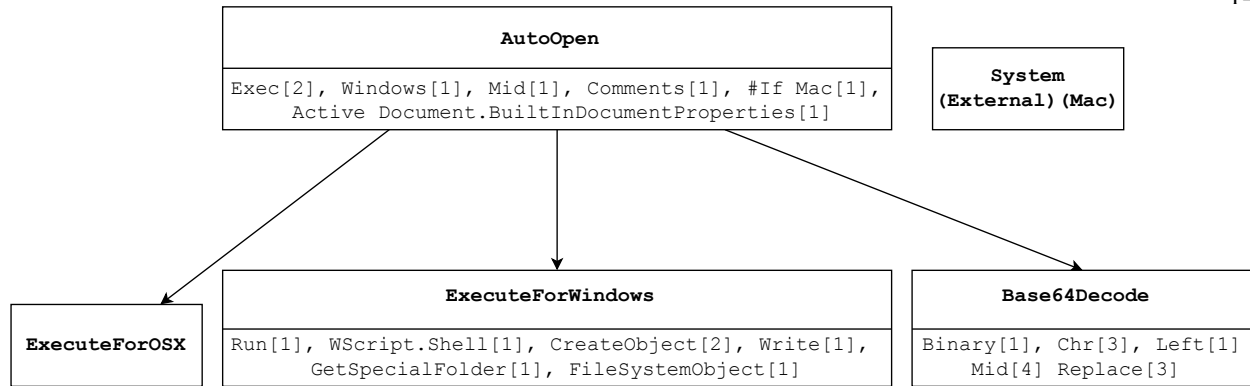 AutoOpen
Exec[2], Windows[1], Mid[1], Comments[1], #If Mac[1],
Active Document.BuiltInDocumentProperties[1]
System
(External)(Mac)
ExecuteForOSX
ExecuteForWindows
Run[1], WScript.Shell[1], CreateObject[2], Write[1],
GetSpecialFolder[1], FileSystemObject[1]
Base64Decode
Binary[1], Chr[3], Left[1]
Mid[4] Replace[3]